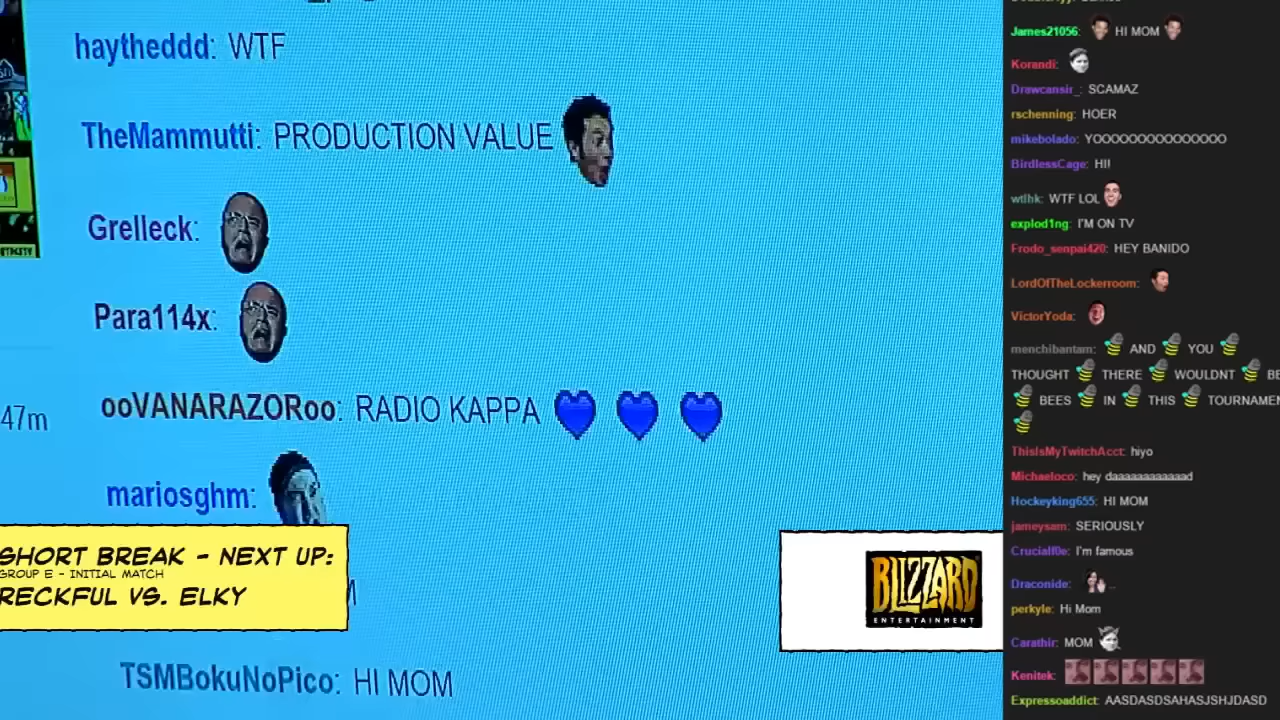 haytheddd: WTF
TheMammutti: PRODUCTION VALUE
Grelleck:
Para114x:
ooVANARAZORoo: RADIO KAPPA
47m
mariosghm:
SHORT BREAK - NEXT UP:
GROUP E - INITIAL MATCH
RECKFUL VS. ELKY
M
TSMBokuNoPico: HI MOM
BLIZZARD
ENTERTAINMENT
James21056: HI MOM
Korandi:
Drawcansir_: SCAMAZ
rschenning: HOER
mikebolado: YOOOOOOOOOOOOOOO
BirdlessCage: HI!
wtlhk: WTF LOL
explod1ng: I'M ON TV
Frodo_senpai420: HEY BANIDO
LordOfTheLockerroom:
VictorYoda:
menchibantam: AND YOU
THOUGHT THERE WOULDNT BE
BEES IN THIS TOURNAMEN
ThisIsMyTwitchAcct: hiyo
Michaeloco: hey daaaaaaaaaaaad
Hockeyking655: HI MOM
jameysam: SERIOUSLY
Crucialf0e: I'm famous
Draconide: ...
perkyle: Hi Mom
Carathir: MOM
Kenitek:
Expressoaddict: AASDASDSAHASJSHJDASD